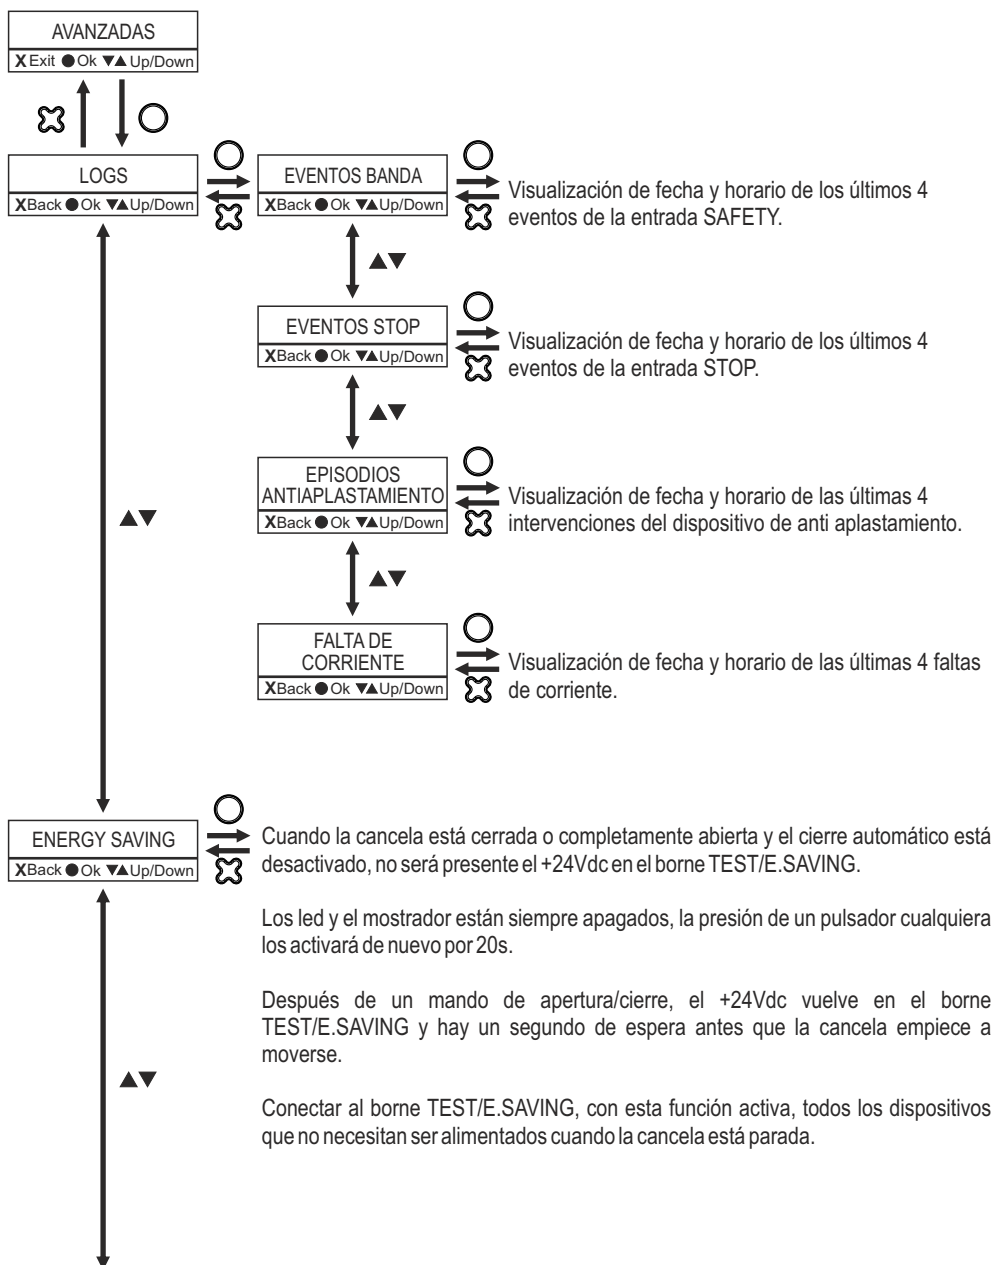 AVANZADAS
X Exit ● Ok ▼▲ Up/Down
LOGS
XBack ● Ok ▼▲Up/Down
EVENTOS BANDA
XBack ● Ok ▼▲Up/Down
Visualización de fecha y horario de los últimos 4
eventos de la entrada SAFETY.
▲▼
EVENTOS STOP
XBack ● Ok ▼▲Up/Down
Visualización de fecha y horario de los últimos 4
eventos de la entrada STOP.
▲▼
EPISODIOS
ANTIAPLASTAMIENTO
XBack ● Ok ▼▲Up/Down
Visualización de fecha y horario de las últimas 4
intervenciones del dispositivo de anti aplastamiento.
▲▼
▲▼
FALTA DE
CORRIENTE
XBack ● Ok ▼▲Up/Down
Visualización de fecha y horario de las últimas 4 faltas
de corriente.
ENERGY SAVING
XBack ● Ok ▼▲Up/Down
Cuando la cancela está cerrada o completamente abierta y el cierre automático está
desactivado, no será presente el +24Vdc en el borne TEST/E.SAVING.
Los led y el mostrador están siempre apagados, la presión de un pulsador cualquiera
los activará de nuevo por 20s.
Después de un mando de apertura/cierre, el +24Vdc vuelve en el borne
TEST/E.SAVING y hay un segundo de espera antes que la cancela empiece a
moverse.
▲▼
Conectar al borne TEST/E.SAVING, con esta función activa, todos los dispositivos
que no necesitan ser alimentados cuando la cancela está parada.